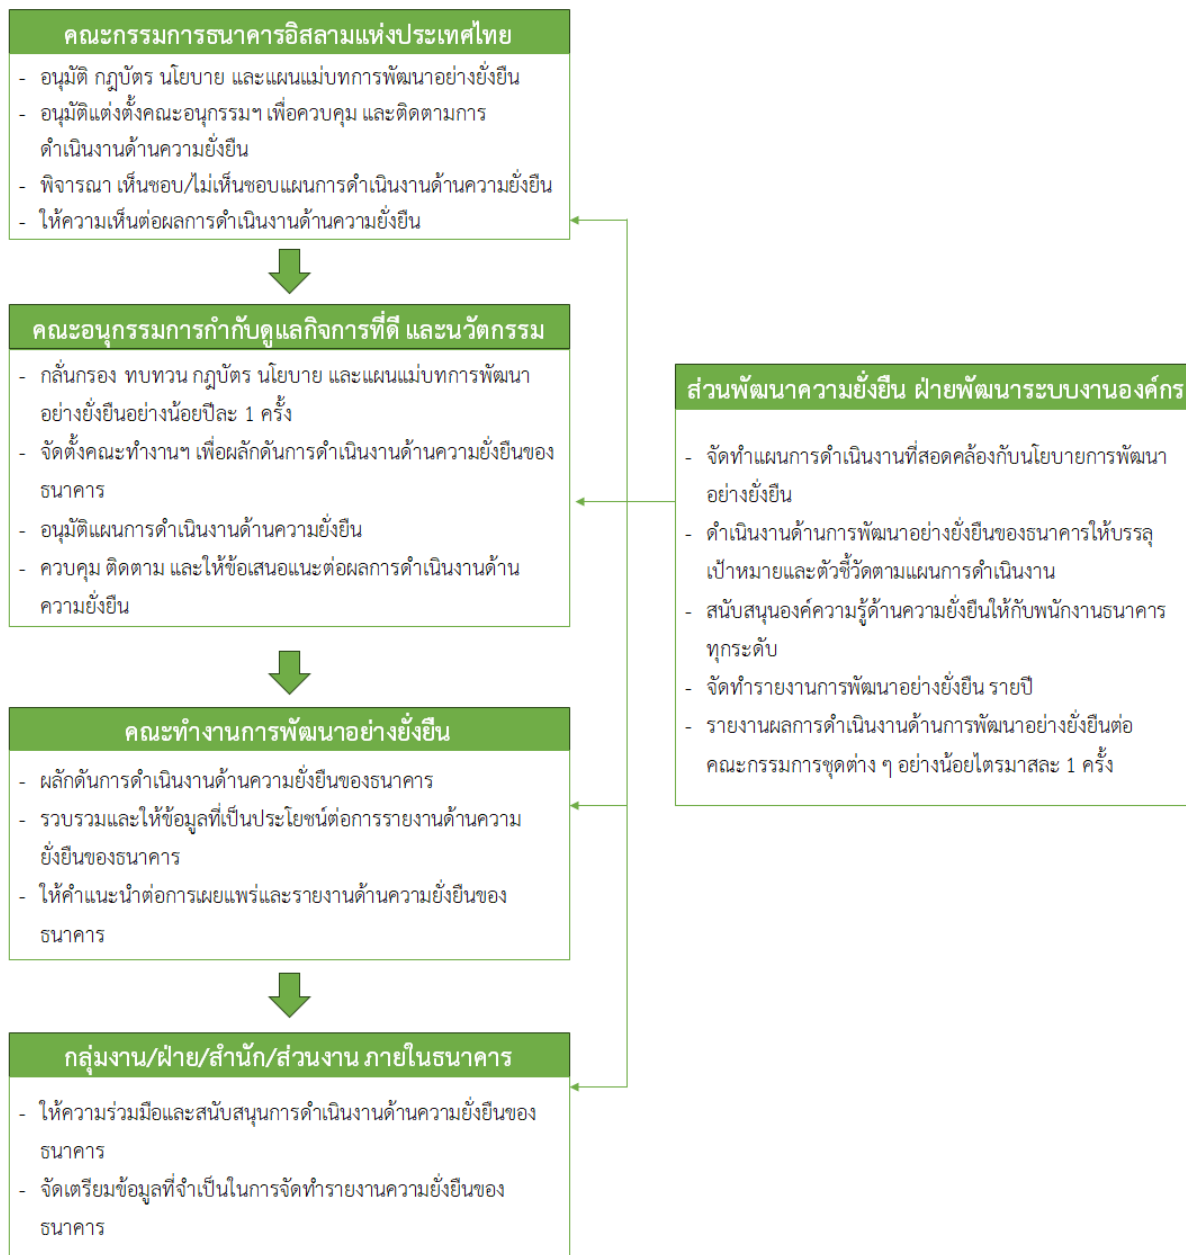 คณะกรรมการธนาคารอิสลามแห่งประเทศไทย
- อนุมัติ กฎบัตร นโยบาย และแผนแม่บทการพัฒนาอย่างยั่งยืน
- อนุมัติแต่งตั้งคณะอนุกรรมฯ เพื่อควบคุม และติดตามการ
ดำเนินงานด้านความยั่งยืน
- พิจารณา เห็นชอบ/ไม่เห็นชอบแผนการดำเนินงานด้านความยั่งยืน
- ให้ความเห็นต่อผลการดำเนินงานด้านความยั่งยืน
คณะอนุกรรมการกำกับดูแลกิจการที่ดี และนวัตกรรม
- กลั่นกรอง ทบทวน กฎบัตร นโยบาย และแผนแม่บทการพัฒนา
อย่างยั่งยืนอย่างน้อยปีละ 1 ครั้ง
- จัดตั้งคณะทำงานฯ เพื่อผลักดันการดำเนินงานด้านความยั่งยืนของ
ธนาคาร
- อนุมัติแผนการดำเนินงานด้านความยั่งยืน
- ควบคุม ติดตาม และให้ข้อเสนอแนะต่อผลการดำเนินงานด้าน
ความยั่งยืน
คณะทำงานการพัฒนาอย่างยั่งยืน
- ผลักดันการดำเนินงานด้านความยั่งยืนของธนาคาร
- รวบรวมและให้ข้อมูลที่เป็นประโยชน์ต่อการรายงานด้านความ
ยั่งยืนของธนาคาร
- ให้คำแนะนำต่อการเผยแพร่และรายงานด้านความยั่งยืนของ
ธนาคาร
กลุ่มงาน/ฝ่าย/สำนัก/ส่วนงาน ภายในธนาคาร
- ให้ความร่วมมือและสนับสนุนการดำเนินงานด้านความยั่งยืนของ
ธนาคาร
- จัดเตรียมข้อมูลที่จำเป็นในการจัดทำรายงานความยั่งยืนของ
ธนาคาร
ส่วนพัฒนาความยั่งยืน ฝ่ายพัฒนาระบบงานองค์กร
- จัดทำแผนการดำเนินงานที่สอดคล้องกับนโยบายการพัฒนา
อย่างยั่งยืน
- ดำเนินงานด้านการพัฒนาอย่างยั่งยืนของธนาคารให้บรรลุ
เป้าหมายและตัวชี้วัดตามแผนการดำเนินงาน
- สนับสนุนองค์ความรู้ด้านความยั่งยืนให้กับพนักงานธนาคาร
ทุกระดับ
- จัดทำรายงานการพัฒนาอย่างยั่งยืน รายปี
- รายงานผลการดำเนินงานด้านการพัฒนาอย่างยั่งยืนต่อ
คณะกรรมการชุดต่าง ๆ อย่างน้อยไตรมาสละ 1 ครั้ง